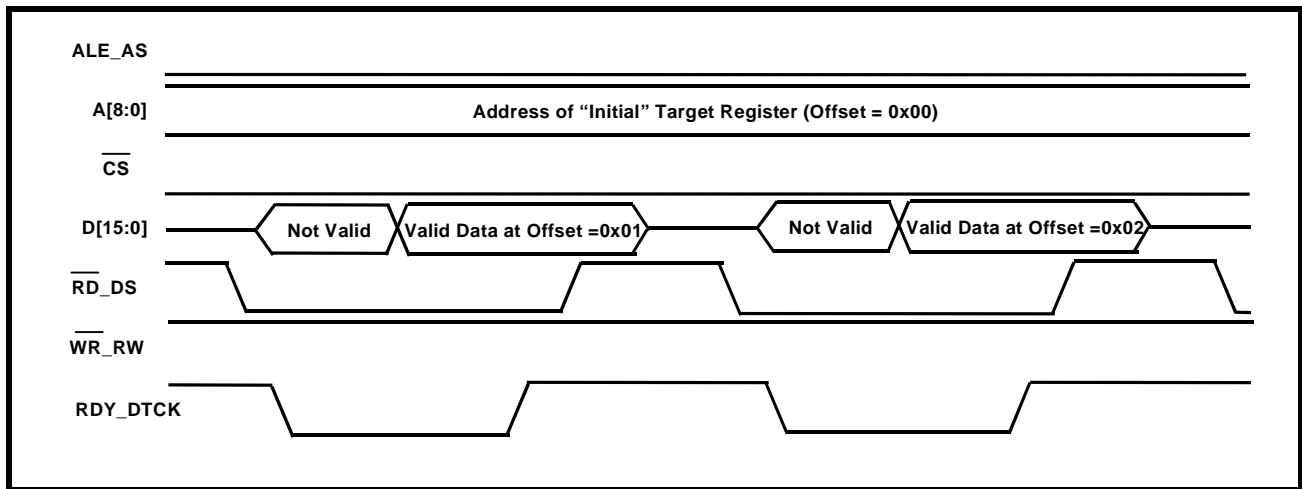 ALE_AS
A[8:0] Address of “Initial” Target Register (Offset = 0x00)
CS
D[15:0] Not Valid Valid Data at Offset =0x01 Not Valid Valid Data at Offset =0x02
RD_DS
WR_RW
RDY_DTCK